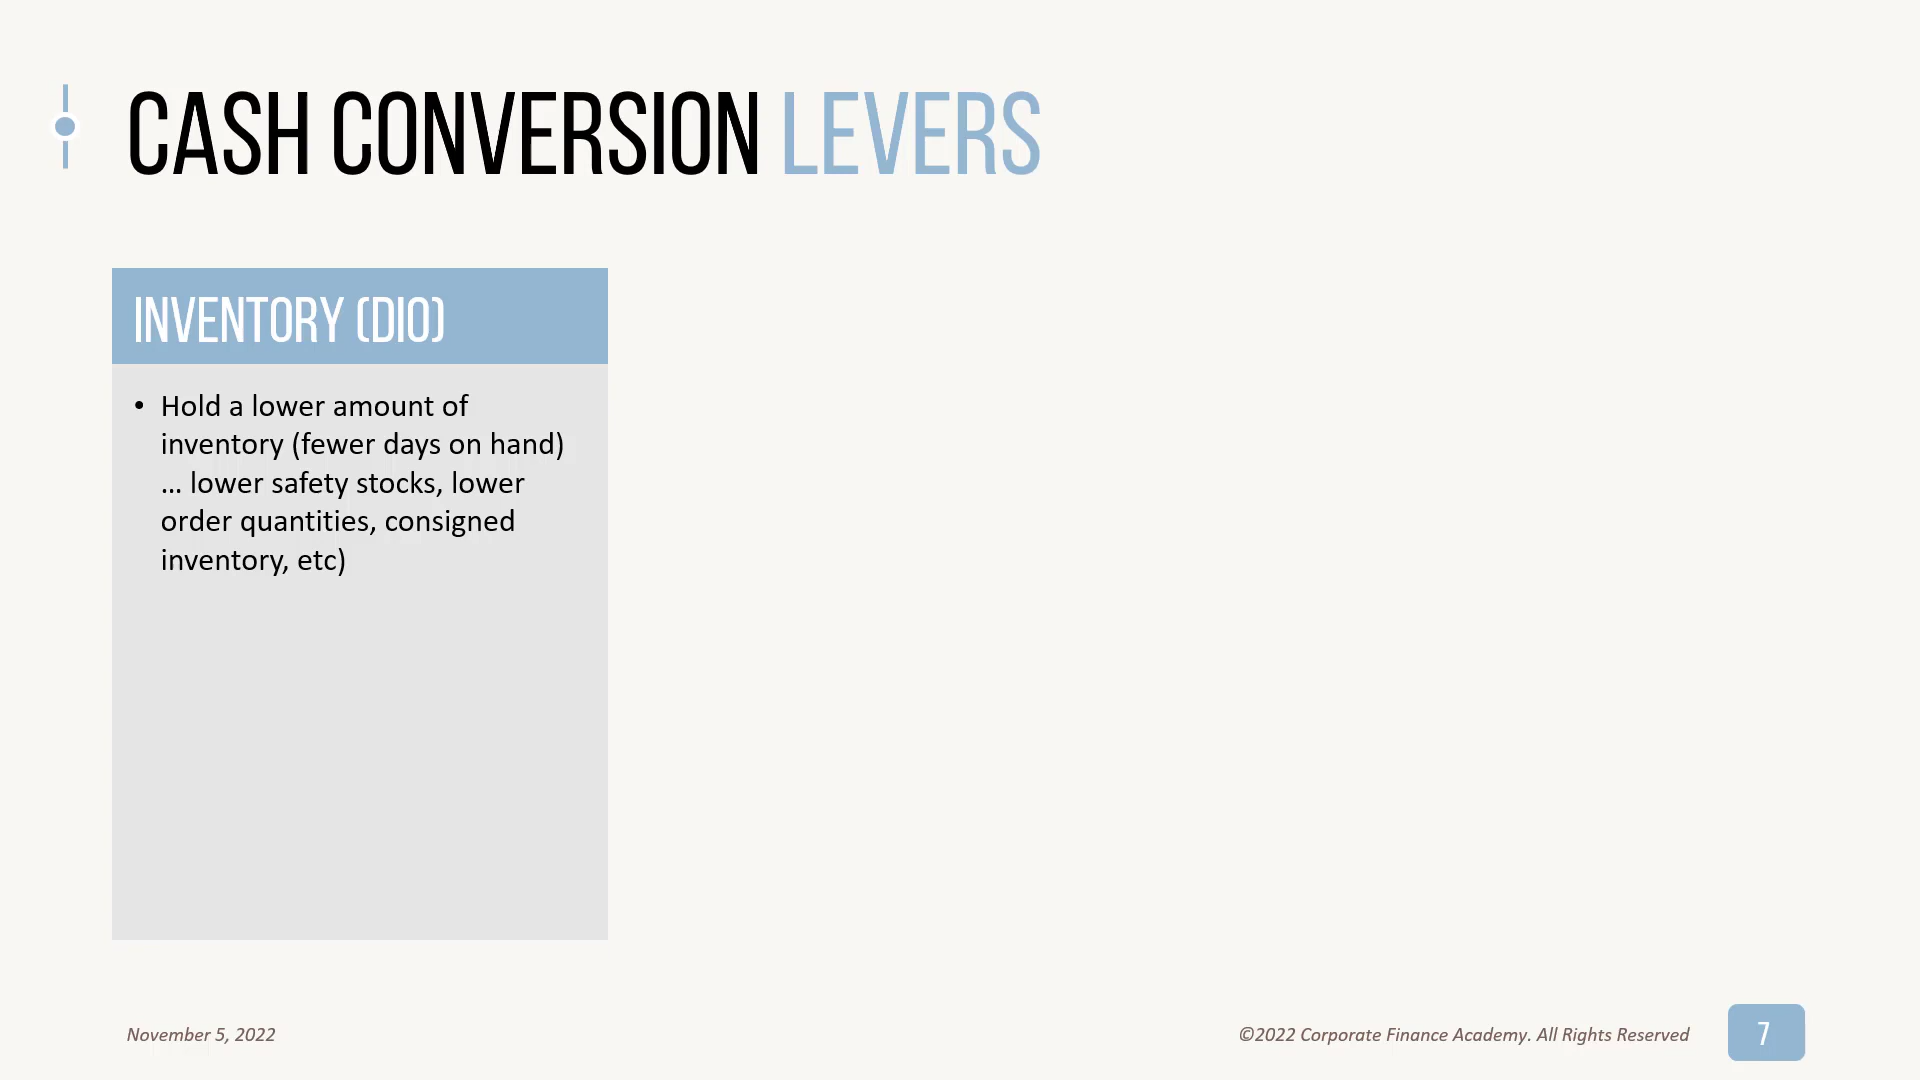 CASH CONVERSION LEVERS
INVENTORY (DIO)
• Hold a lower amount of
inventory (fewer days on hand)
… lower safety stocks, lower
order quantities, consigned
inventory, etc)
November 5, 2022
©2022 Corporate Finance Academy. All Rights Reserved
7